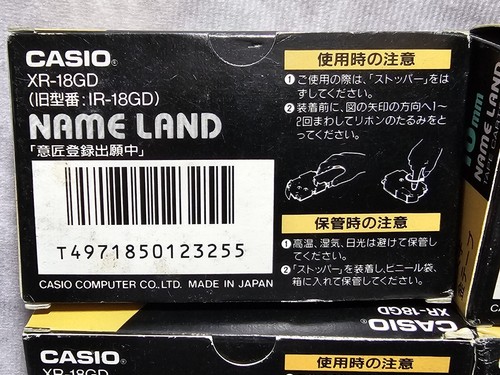 CASIO®
XR-18GD
(旧型番:IR-18GD)
NAME LAND
「意匠登録出願中」
T4971850123255
CASIO COMPUTER CO.,LTD. MADE IN JAPAN
使用時の注意
❶ご使用の際は、「ストッパー」をは
ずしてください。
❷装着前に、図の矢印の方向へ1〜
2回まわしてリボンのたるみをと
ってください。
保管時の注意
❶高温、湿気、日光は避けて保管し
てください。
❷「ストッパー」を装着し、ビニール袋、
箱に入れて保管してください。
mm
NAME LAND
XR-18GD
CASIO
CASIO®
XR-18GD
使用時の注意